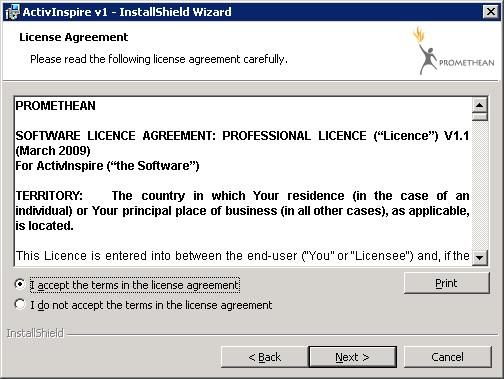 ActivInspire v1 - InstallShield Wizard
License Agreement
Please read the following license agreement carefully.
PROMETHEAN
PROMETHEAN
SOFTWARE LICENCE AGREEMENT: PROFESSIONAL LICENCE ("Licence") V1.1
(March 2009)
For ActivInspire ("the Software")
TERRITORY: The country in which Your residence (in the case of an
individual) or Your principal place of business (in all other cases), as applicable,
is located.
This Licence is entered into between the end-user ("You" or "Licensee") and, if the
I accept the terms in the license agreement
Print
I do not accept the terms in the license agreement
InstallShield
< Back
Next >
Cancel